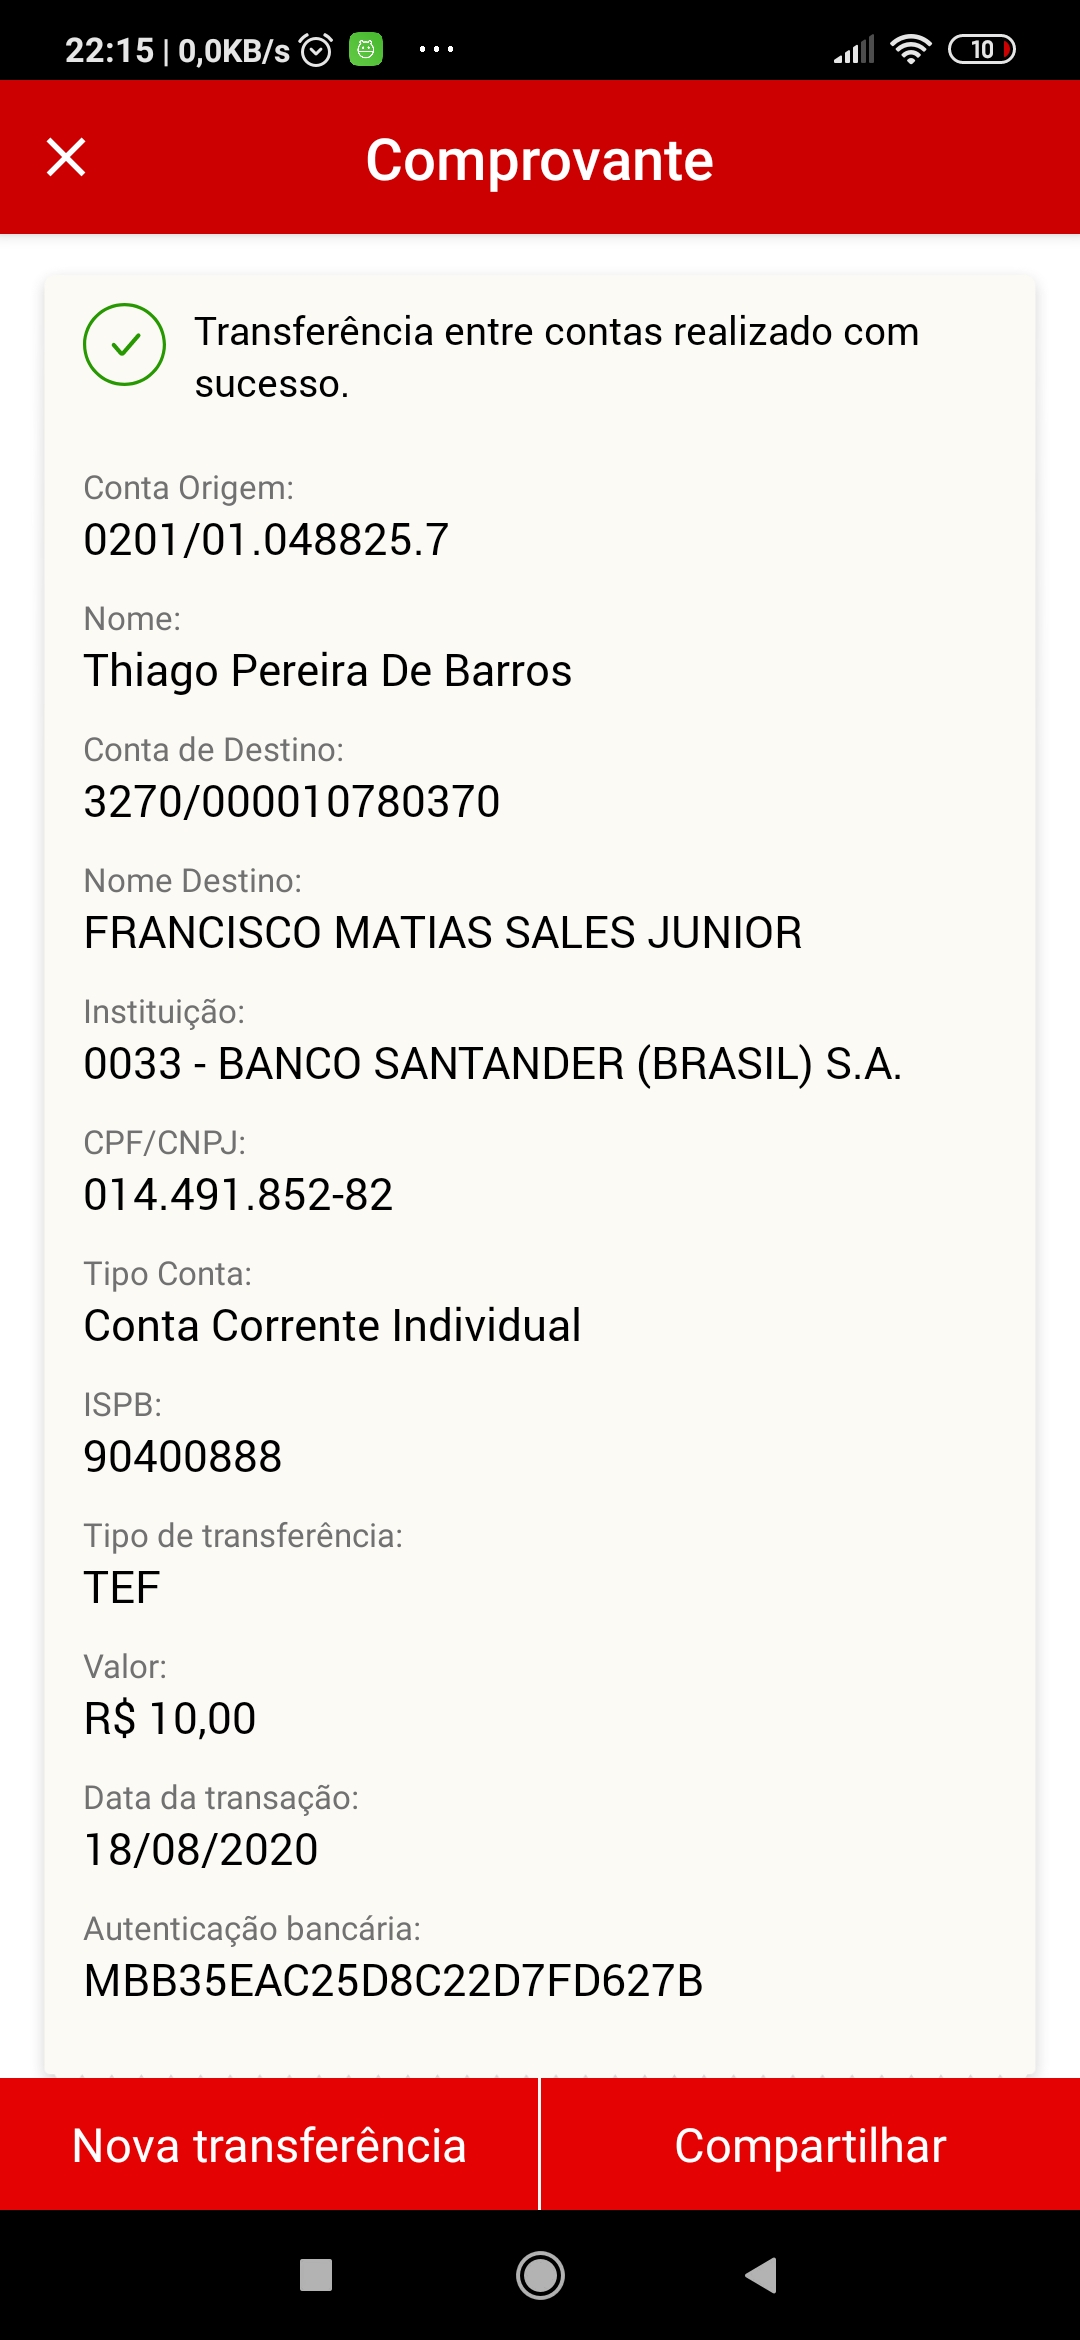 22:15 | 0,0KB/s ... 10
Comprovante
Transferência entre contas realizado com
sucesso.
Conta Origem:
0201/01.048825.7
Nome:
Thiago Pereira De Barros
Conta de Destino:
3270/000010780370
Nome Destino:
FRANCISCO MATIAS SALES JUNIOR
Instituição:
0033 - BANCO SANTANDER (BRASIL) S.A.
CPF/CNPJ:
014.491.852-82
Tipo Conta:
Conta Corrente Individual
ISPB:
90400888
Tipo de transferência:
TEF
Valor:
R$ 10,00
Data da transação:
18/08/2020
Autenticação bancária:
MBB35EAC25D8C22D7FD627B
Nova transferência
Compartilhar